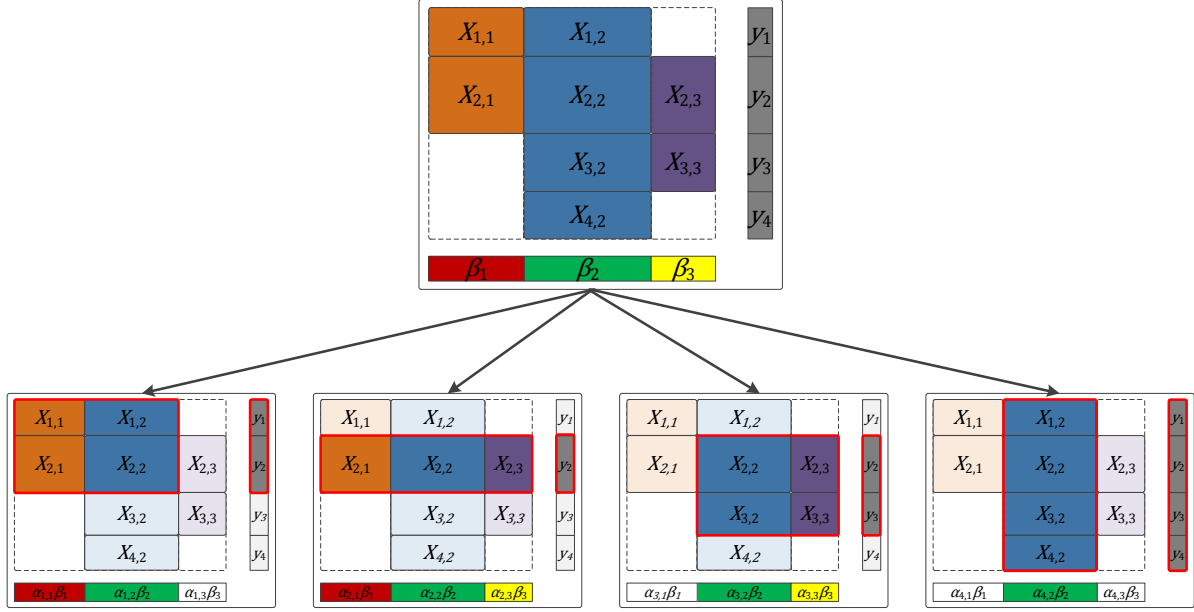 X1,1 X1,2 y1
X2,1 X2,2 X2,3 y2
X3,2 X3,3 y3
X4,2 y4
β1 β2 β3
X1,1 X1,2 y1
X2,1 X2,2 X2,3 y2
X3,2 X3,3 y3
X4,2 y4
α1,1β1 α1,2β2 α1,3β3
X1,1 X1,2 y1
X2,1 X2,2 X2,3 y2
X3,2 X3,3 y3
X4,2 y4
α2,1β1 α2,2β2 α2,3β3
X1,1 X1,2 y1
X2,1 X2,2 X2,3 y2
X3,2 X3,3 y3
X4,2 y4
α3,1β1 α3,2β2 α3,3β3
X1,1 X1,2 y1
X2,1 X2,2 X2,3 y2
X3,2 X3,3 y3
X4,2 y4
α4,1β1 α4,2β2 α4,3β3